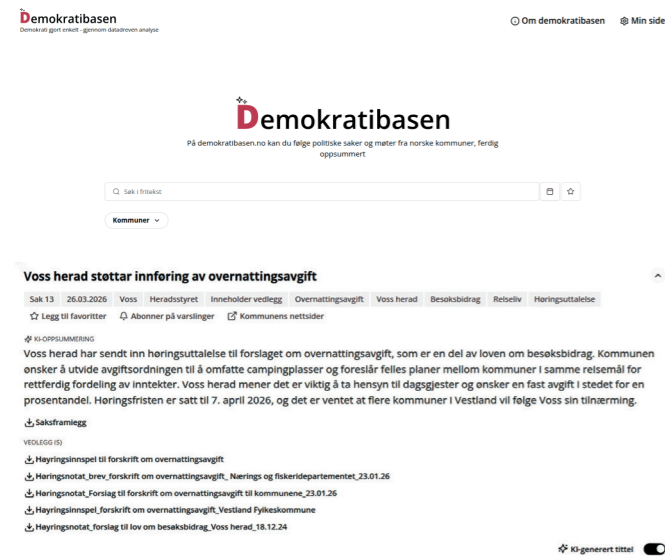 Demokratibasen
Demokrati gjort enkelt - gjennom datadreven analyse
Om demokratibasen
Min side
Demokratibasen
På demokratibasen.no kan du følge politiske saker og møter fra norske kommuner, ferdig
oppsummert
Søk i fritekst
Kommuner
Voss herad støttar innføring av overnattingsavgift
Sak 13 26.03.2026 Voss Heradsstyret Inneholder vedlegg Overnattingsavgift Voss herad Besøksbidrag Reiseliv Høringsuttalelse
Legg til favoritter Abonner på varslinger Kommunens nettsider
KI-OPPSUMMERING
Voss herad har sendt inn høringsuttalelse til forslaget om overnattingsavgift, som er en del av loven om besøksbidrag. Kommunen
ønsker å utvide avgiftsordningen til å omfatte campingplasser og foreslår felles planer mellom kommuner i samme reisemål for
rettferdig fordeling av inntekter. Voss herad mener det er viktig å ta hensyn til dagsgjester og ønsker en fast avgift i stedet for en
prosentandel. Høringsfristen er satt til 7. april 2026, og det er ventet at flere kommuner i Vestland vil følge Voss sin tilnærming.
Saksframlegg
VEDLEGG (5)
Høyringsinnspel til forskrift om overnattingsavgift
Høringsnotat_brev_forskrift om overnattingsavgift_ Nærings og fiskeridepartementet_23.01.26
Høringsnotat_Forslag til forskrift om overnattingsavgift til kommunene_23.01.26
Høyringsinnspel_forskrift om overnattingsavgift_Vestland Fylkeskommune
Høyringsnotat_forslag til lov om besøksbidrag_Voss herad_18.12.24
KI-generert tittel